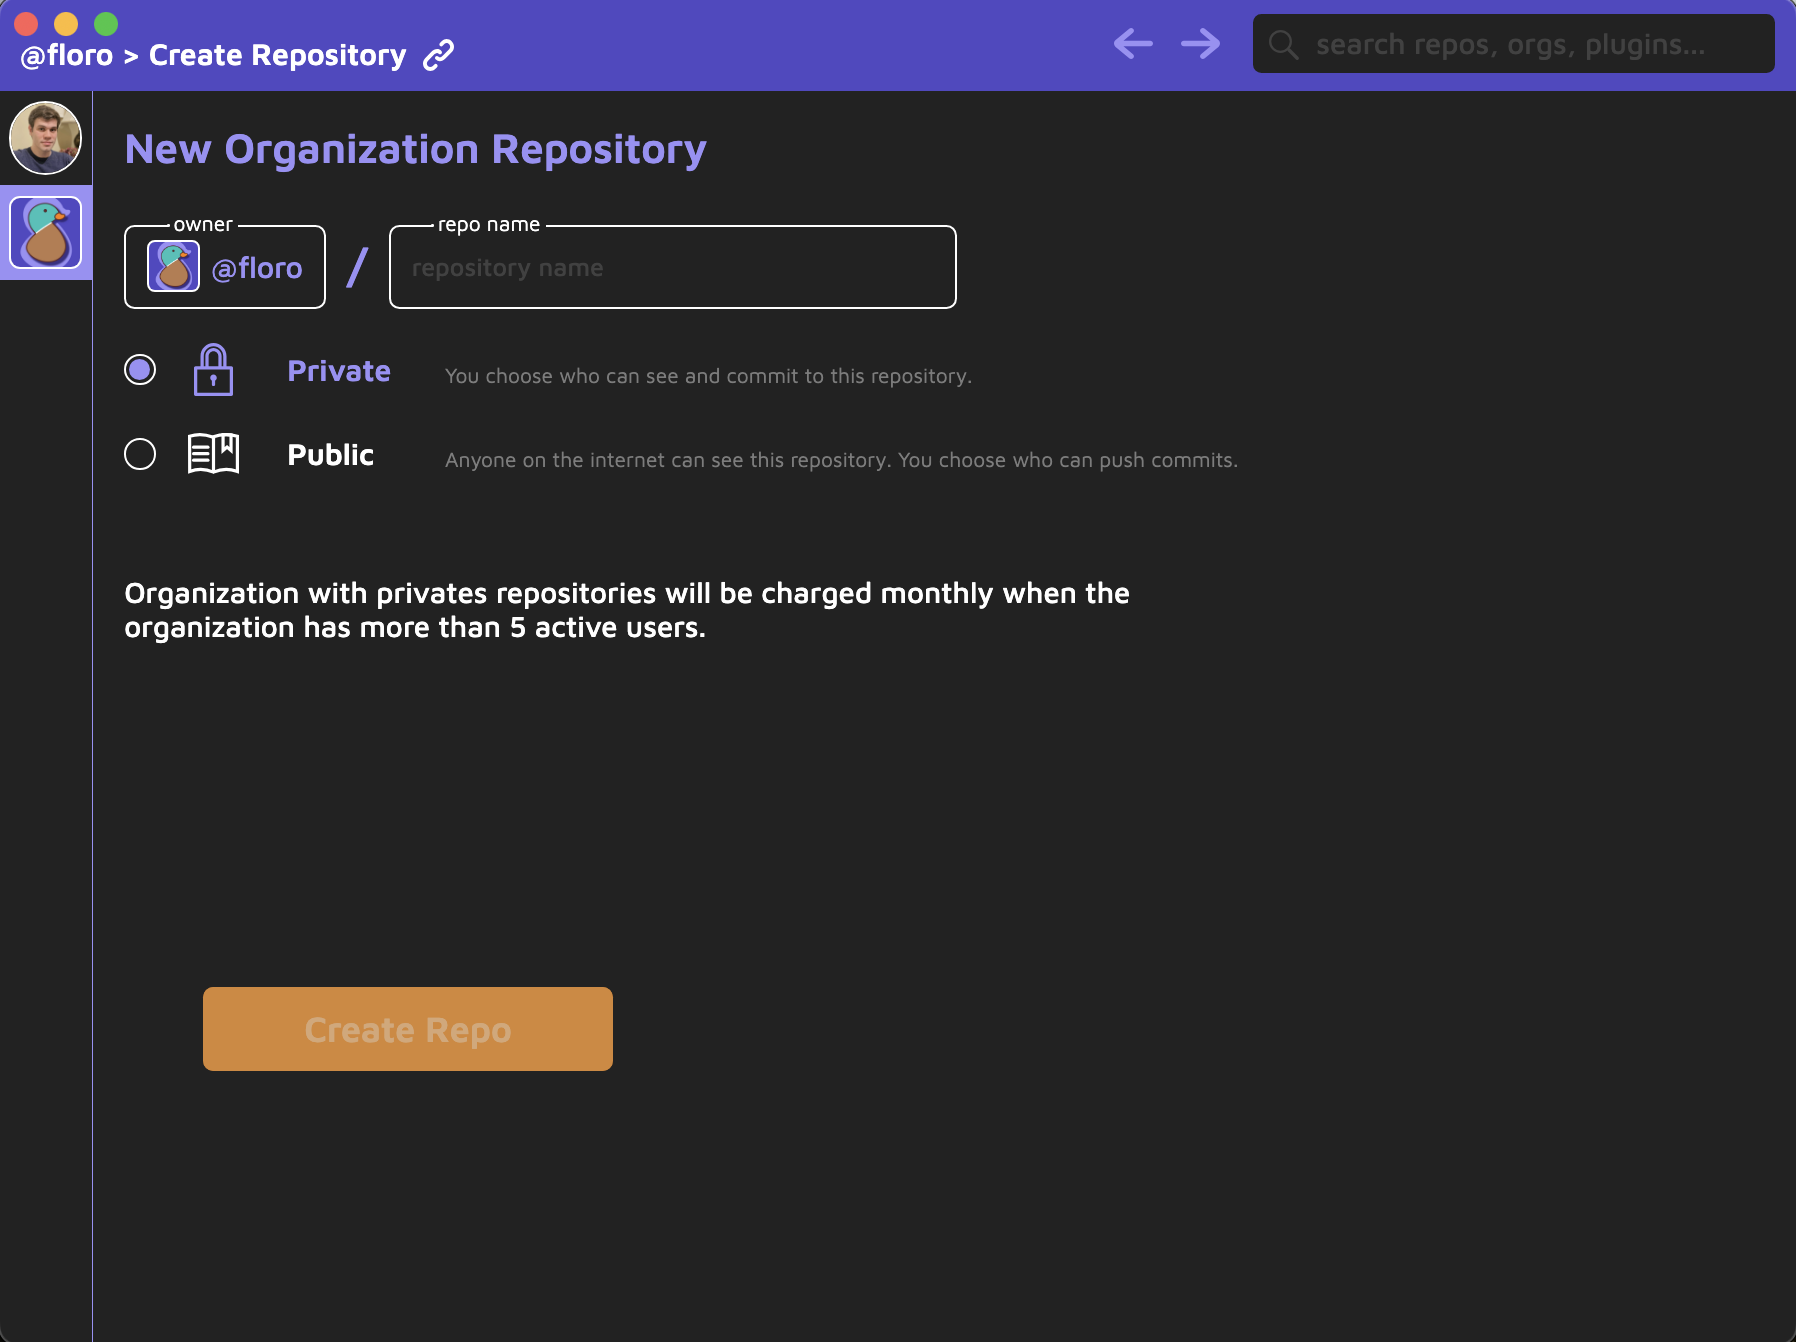 @floro > Create Repository
search repos, orgs, plugins...
New Organization Repository
owner
repo name
@floro
/
repository name
Private
You choose who can see and commit to this repository.
Public
Anyone on the internet can see this repository. You choose who can push commits.
Organization with privates repositories will be charged monthly when the
organization has more than 5 active users.
Create Repo